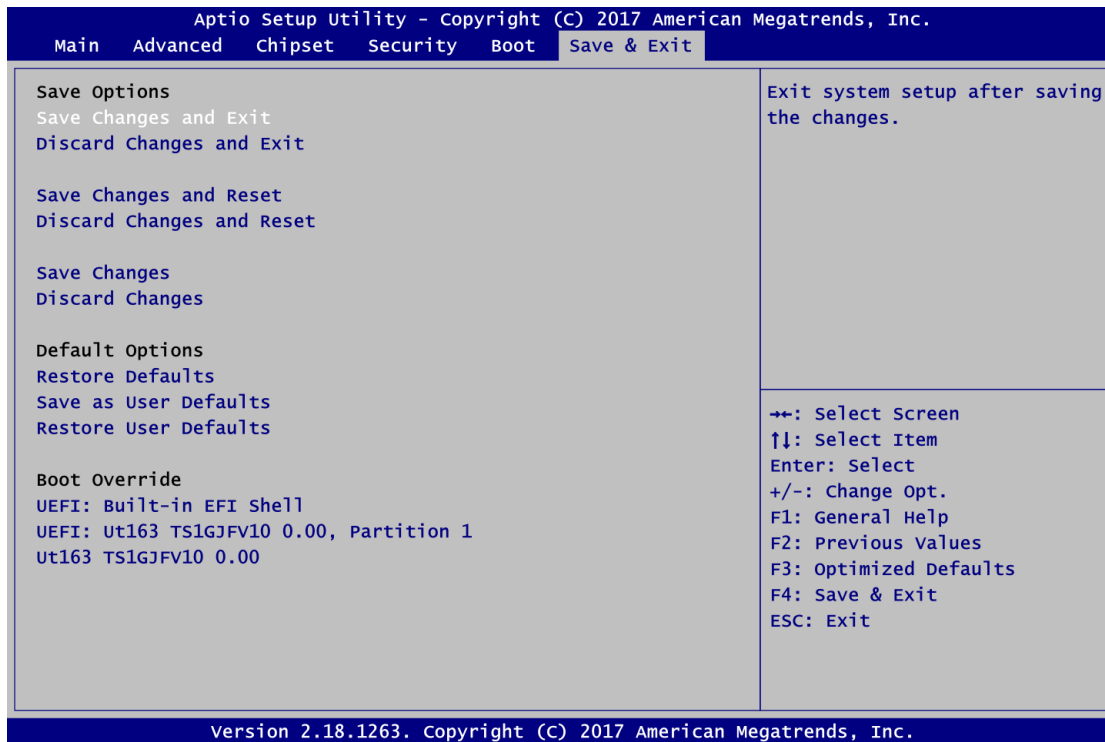 Aptio Setup Utility - Copyright (C) 2017 American Megatrends, Inc.
Main Advanced Chipset Security Boot Save & Exit
Save Options
Save Changes and Exit
Discard Changes and Exit
Save Changes and Reset
Discard Changes and Reset
Save Changes
Discard Changes
Default Options
Restore Defaults
Save as User Defaults
Restore User Defaults
Boot Override
UEFI: Built-in EFI Shell
UEFI: Ut163 TS1GJFV10 0.00, Partition 1
Ut163 TS1GJFV10 0.00
Exit system setup after saving
the changes.
→←: Select Screen
↑↓: Select Item
Enter: Select
+/-: Change Opt.
F1: General Help
F2: Previous Values
F3: Optimized Defaults
F4: Save & Exit
ESC: Exit
Version 2.18.1263. Copyright (C) 2017 American Megatrends, Inc.